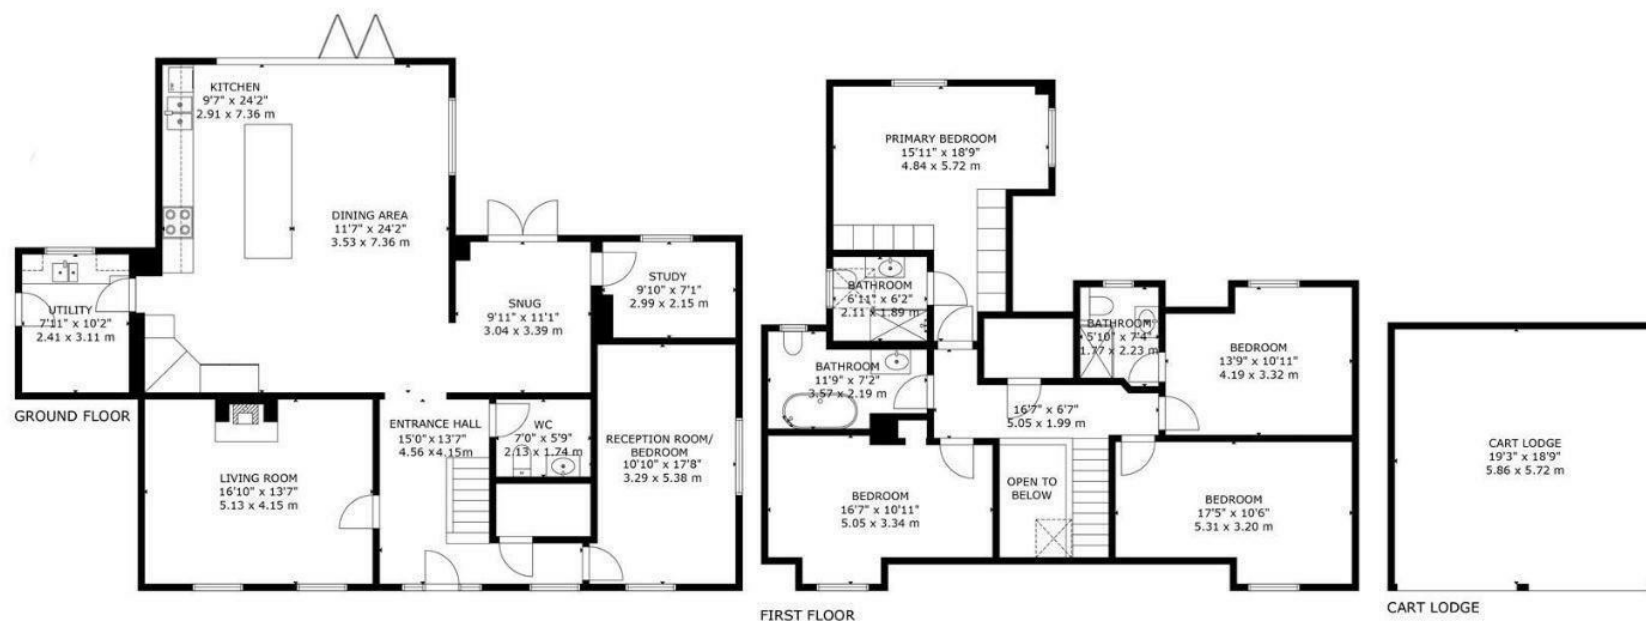 KITCHEN
9'7" x 24'2"
2.91 x 7.36 m
DINING AREA
11'7" x 24'2"
3.53 x 7.36 m
UTILITY
7'11" x 10'2"
2.41 x 3.11 m
SNUG
9'11" x 11'1"
3.04 x 3.39 m
STUDY
9'10" x 7'1"
2.99 x 2.15 m
GROUND FLOOR
LIVING ROOM
16'10" x 13'7"
5.13 x 4.15 m
ENTRANCE HALL
15'0" x 13'7"
4.56 x 4.15m
WC
7'0" x 5'9"
2.13 x 1.74 m
RECEPTION ROOM/
BEDROOM
10'10" x 17'8"
3.29 x 5.38 m
PRIMARY BEDROOM
15'11" x 18'9"
4.84 x 5.72 m
BATHROOM
6'11" x 6'2"
2.11 x 1.89 m
BATHROOM
11'9" x 7'2"
3.57 x 2.19 m
BATHROOM
5'10" x 7'4"
1.77 x 2.23 m
BEDROOM
13'9" x 10'11"
4.19 x 3.32 m
16'7" x 6'7"
5.05 x 1.99 m
BEDROOM
16'7" x 10'11"
5.05 x 3.34 m
OPEN TO
BELOW
BEDROOM
17'5" x 10'6"
5.31 x 3.20 m
FIRST FLOOR
CART LODGE
19'3" x 18'9"
5.86 x 5.72 m
CART LODGE